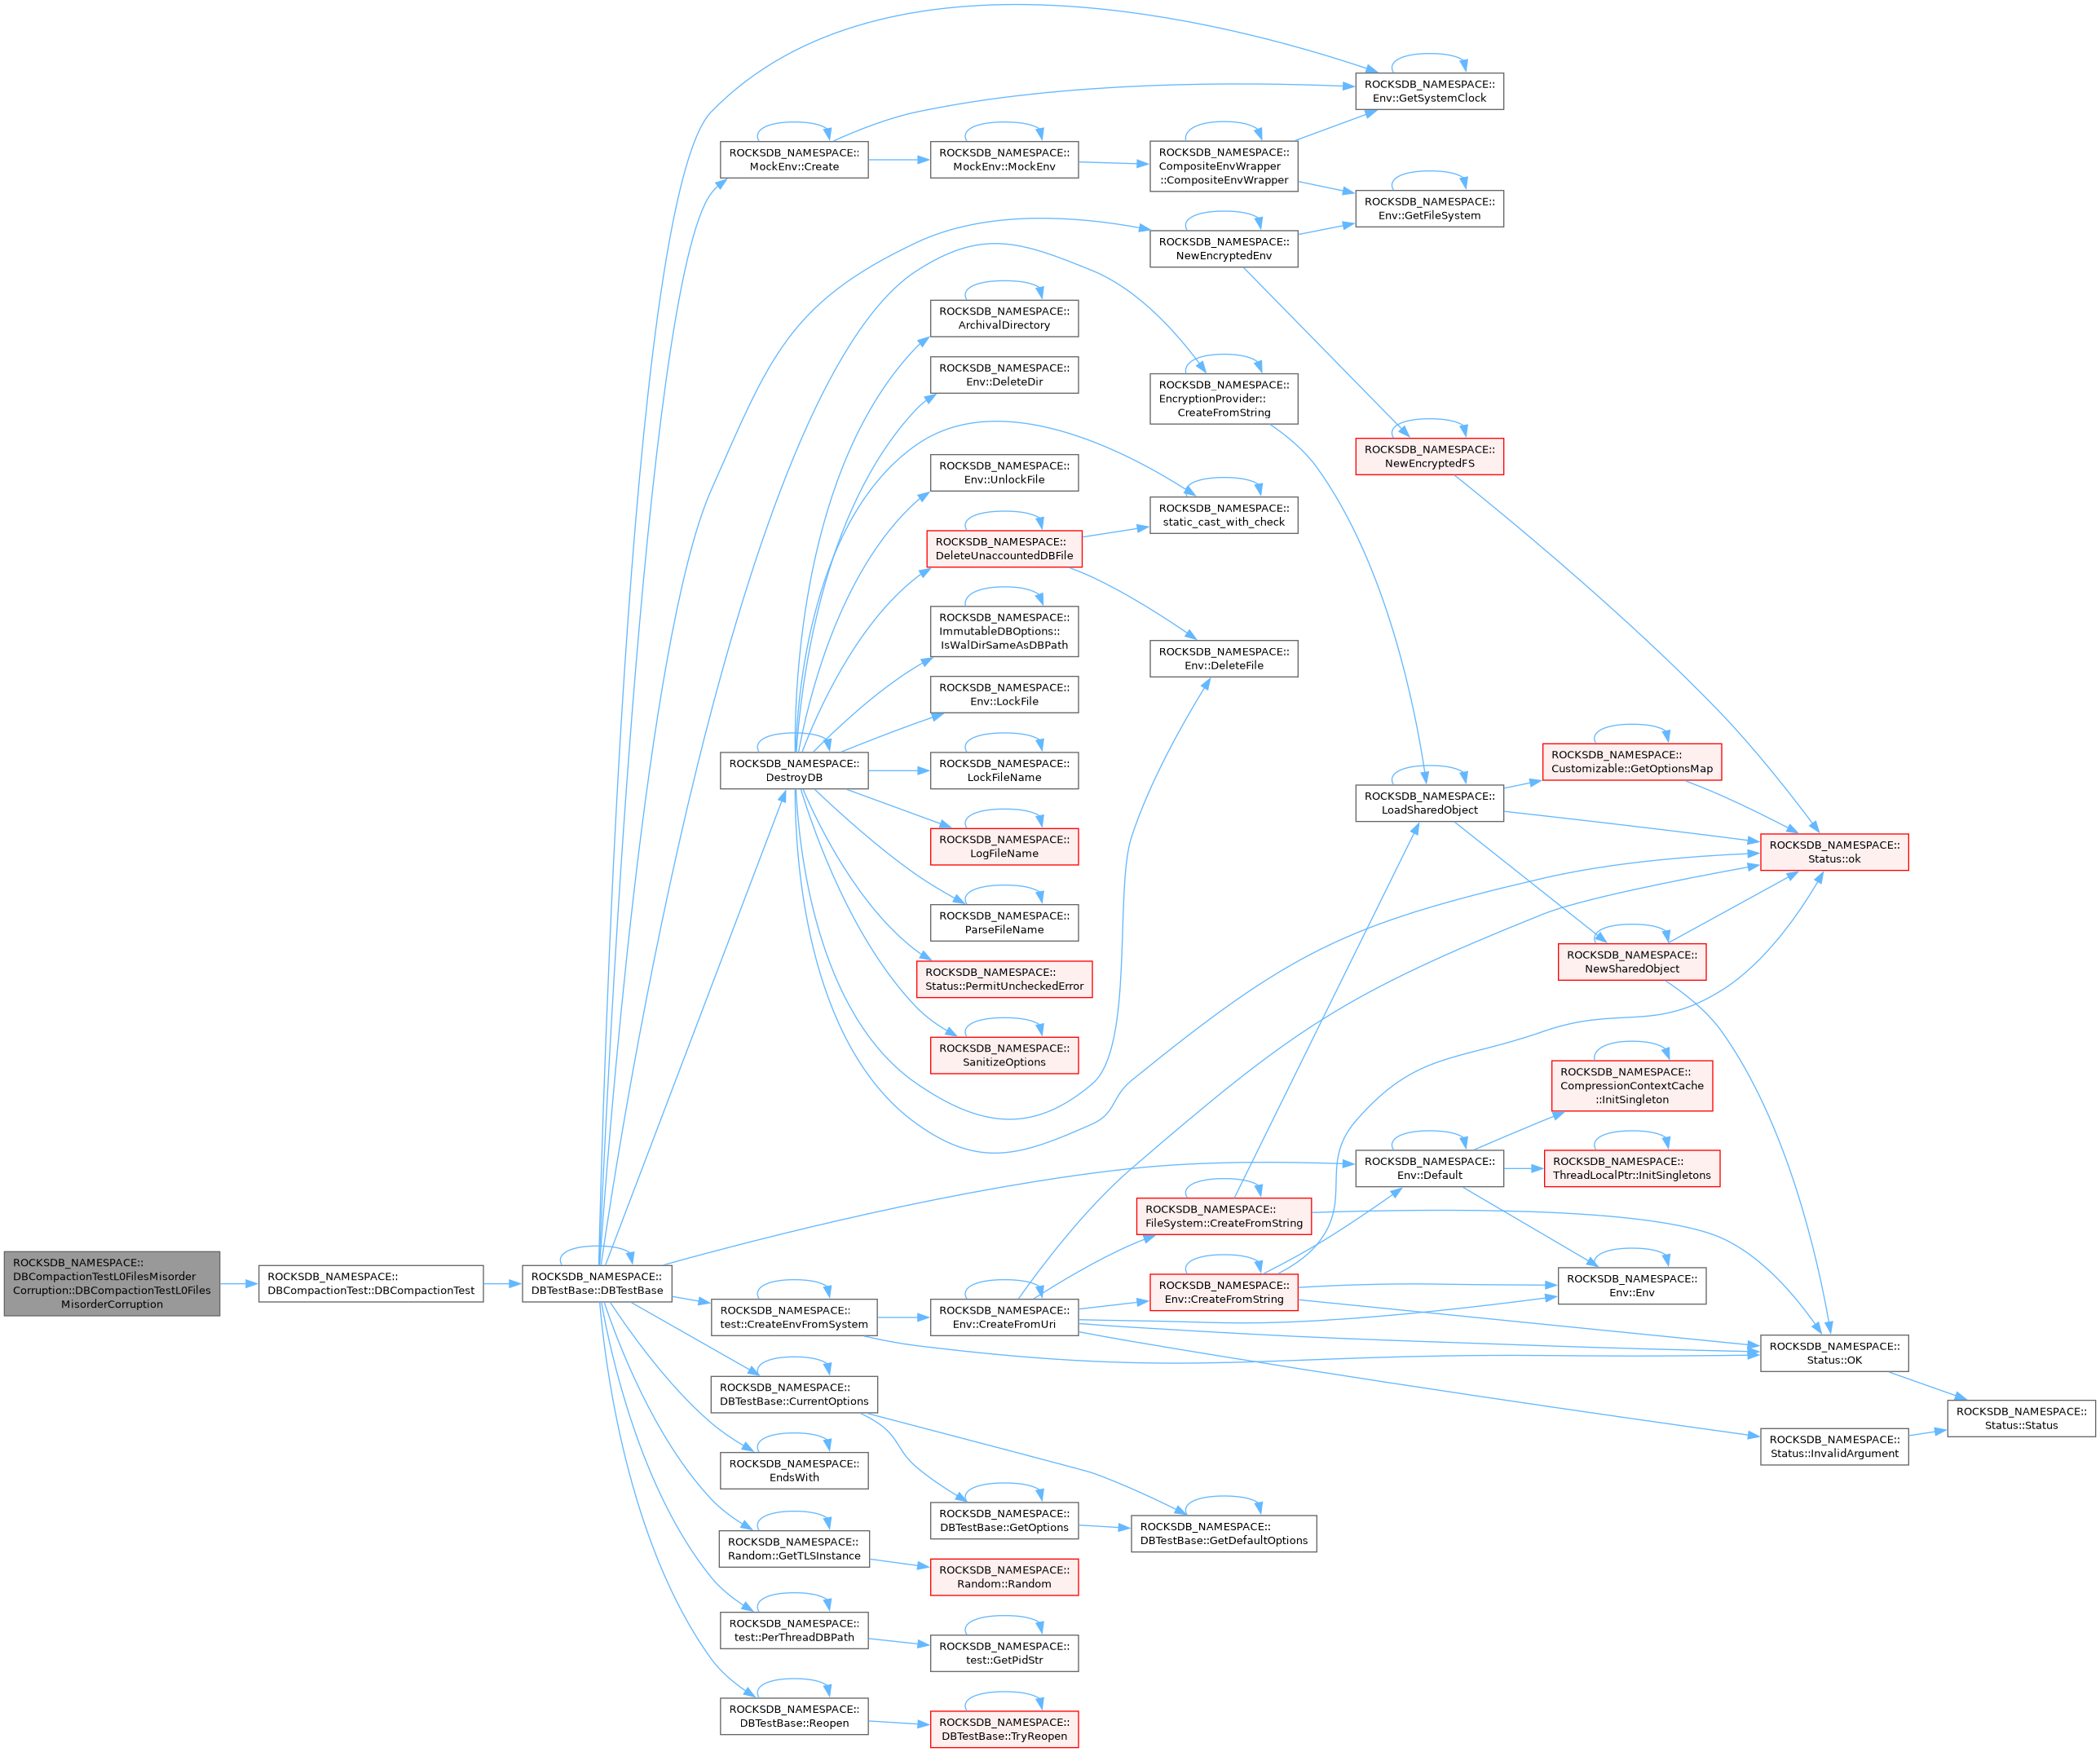 ROCKSDB_NAMESPACE::
DBCompactionTestL0FilesMisorder
Corruption::DBCompactionTestL0Files
MisorderCorruption
ROCKSDB_NAMESPACE::
DBCompactionTest::DBCompactionTest
ROCKSDB_NAMESPACE::
DBTestBase::DBTestBase
ROCKSDB_NAMESPACE::
MockEnv::Create
ROCKSDB_NAMESPACE::
DestroyDB
ROCKSDB_NAMESPACE::
test::CreateEnvFromSystem
ROCKSDB_NAMESPACE::
DBTestBase::CurrentOptions
ROCKSDB_NAMESPACE::
EndsWith
ROCKSDB_NAMESPACE::
Random::GetTLSInstance
ROCKSDB_NAMESPACE::
test::PerThreadDBPath
ROCKSDB_NAMESPACE::
DBTestBase::Reopen
ROCKSDB_NAMESPACE::
MockEnv::MockEnv
ROCKSDB_NAMESPACE::
ArchivalDirectory
ROCKSDB_NAMESPACE::
Env::DeleteDir
ROCKSDB_NAMESPACE::
Env::UnlockFile
ROCKSDB_NAMESPACE::
DeleteUnaccountedDBFile
ROCKSDB_NAMESPACE::
ImmutableDBOptions::
IsWalDirSameAsDBPath
ROCKSDB_NAMESPACE::
Env::LockFile
ROCKSDB_NAMESPACE::
LockFileName
ROCKSDB_NAMESPACE::
LogFileName
ROCKSDB_NAMESPACE::
ParseFileName
ROCKSDB_NAMESPACE::
Status::PermitUncheckedError
ROCKSDB_NAMESPACE::
SanitizeOptions
ROCKSDB_NAMESPACE::
Env::CreateFromUri
ROCKSDB_NAMESPACE::
DBTestBase::GetOptions
ROCKSDB_NAMESPACE::
Random::Random
ROCKSDB_NAMESPACE::
test::GetPidStr
ROCKSDB_NAMESPACE::
DBTestBase::TryReopen
ROCKSDB_NAMESPACE::
CompositeEnvWrapper
::CompositeEnvWrapper
ROCKSDB_NAMESPACE::
NewEncryptedEnv
ROCKSDB_NAMESPACE::
EncryptionProvider::
CreateFromString
ROCKSDB_NAMESPACE::
static_cast_with_check
ROCKSDB_NAMESPACE::
Env::DeleteFile
ROCKSDB_NAMESPACE::
FileSystem::CreateFromString
ROCKSDB_NAMESPACE::
Env::CreateFromString
ROCKSDB_NAMESPACE::
DBTestBase::GetDefaultOptions
ROCKSDB_NAMESPACE::
Env::GetSystemClock
ROCKSDB_NAMESPACE::
Env::GetFileSystem
ROCKSDB_NAMESPACE::
NewEncryptedFS
ROCKSDB_NAMESPACE::
LoadSharedObject
ROCKSDB_NAMESPACE::
Env::Default
ROCKSDB_NAMESPACE::
Customizable::GetOptionsMap
ROCKSDB_NAMESPACE::
NewSharedObject
ROCKSDB_NAMESPACE::
CompressionContextCache
::InitSingleton
ROCKSDB_NAMESPACE::
ThreadLocalPtr::InitSingletons
ROCKSDB_NAMESPACE::
Env::Env
ROCKSDB_NAMESPACE::
Status::ok
ROCKSDB_NAMESPACE::
Status::OK
ROCKSDB_NAMESPACE::
Status::InvalidArgument
ROCKSDB_NAMESPACE::
Status::Status